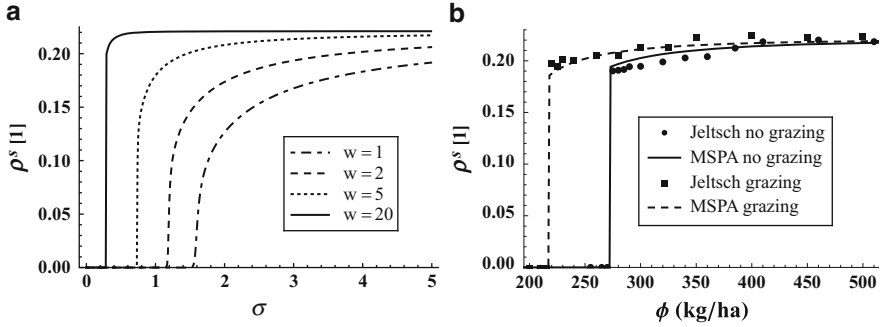 a
0.20
0.15
0.10
0.05
0.00
ρˢ [1]
0 1 2 3 4 5
σ
w = 1
w = 2
w = 5
w = 20
b
0.20
0.15
0.10
0.05
0.00
ρˢ [1]
200 250 300 350 400 450 500
ϕ (kg/ha)
Jeltsch no grazing
MSPA no grazing
Jeltsch grazing
MSPA grazing